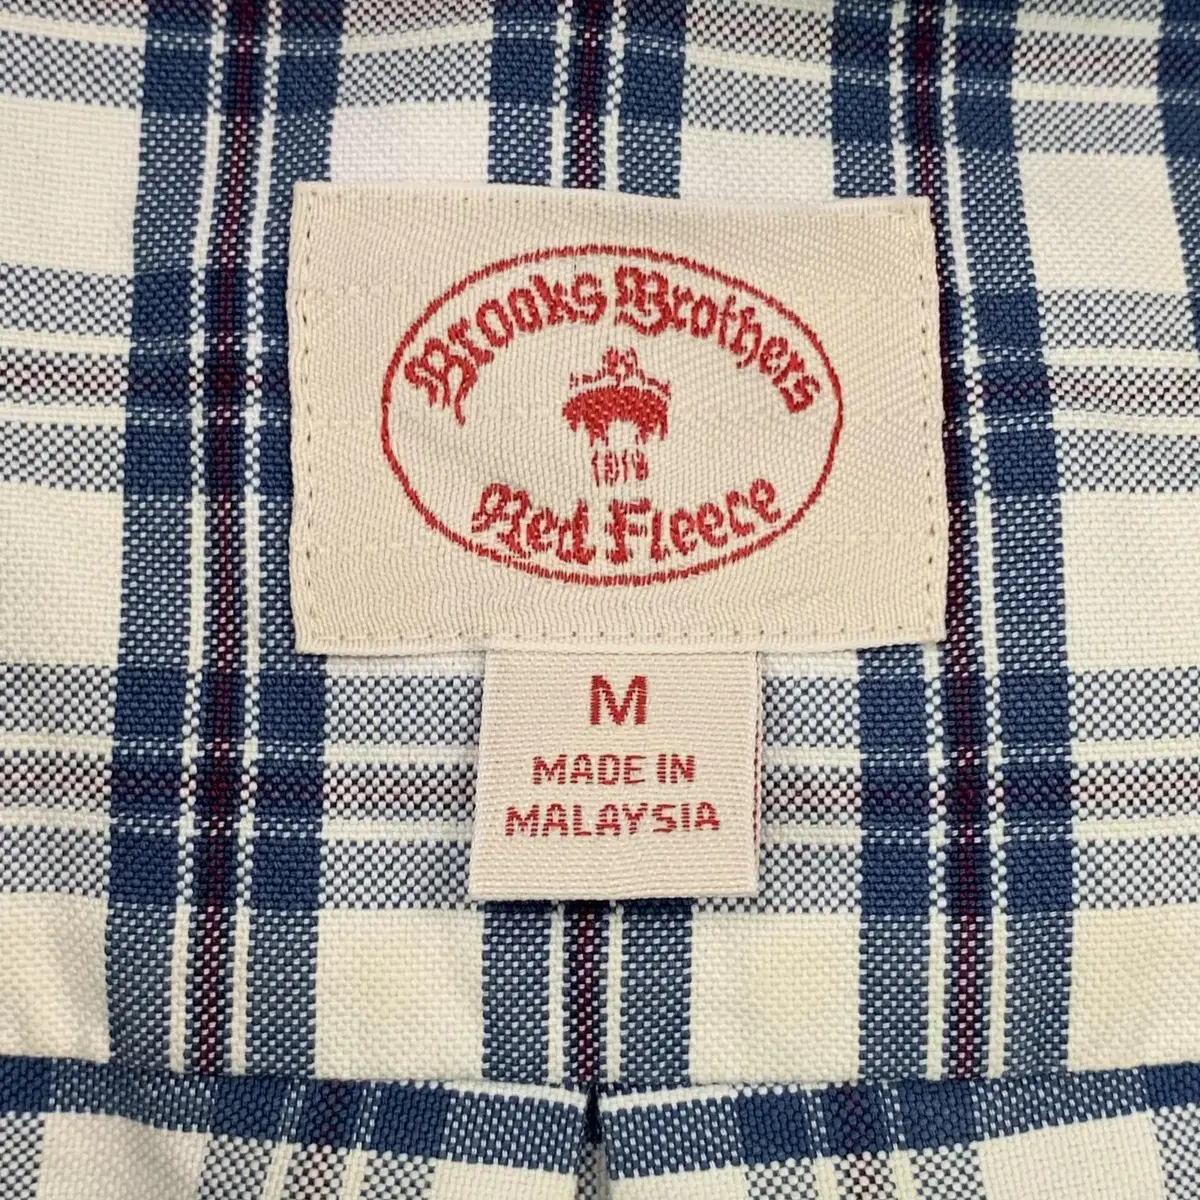 Brooks Brothers
1818
Red Fleece
M
MADE IN
MALAYSIA